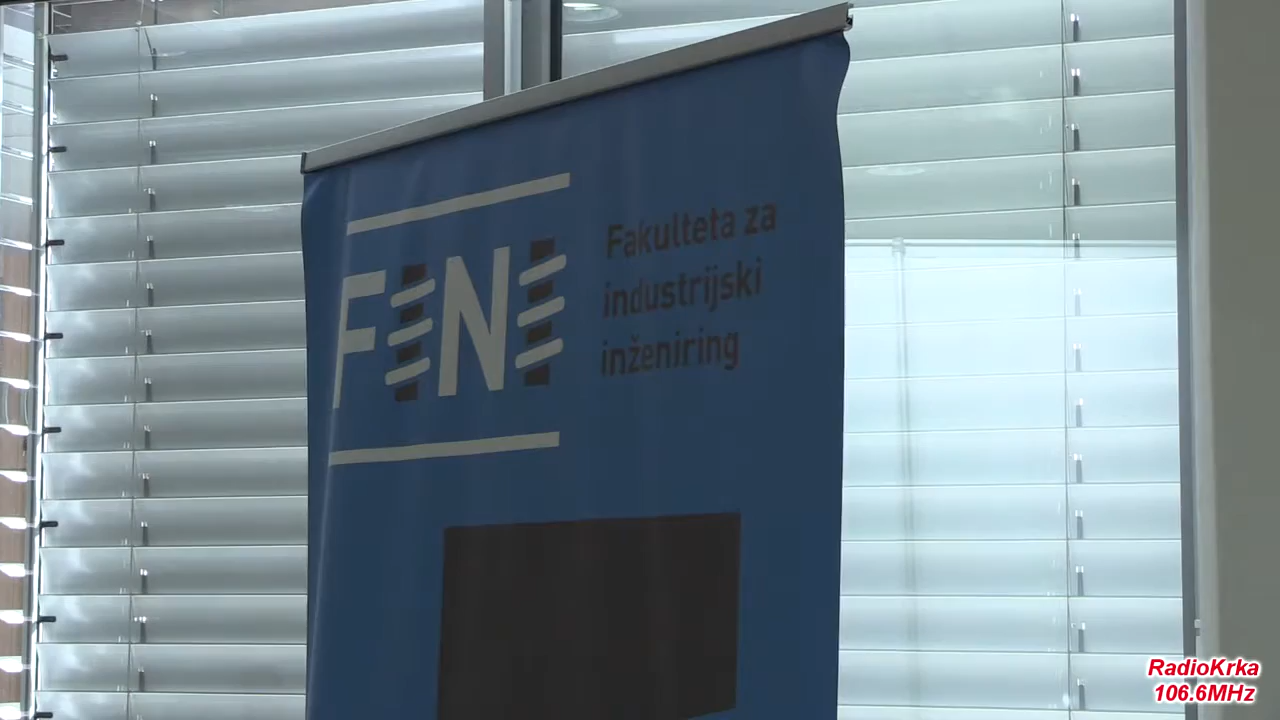 FINI
Fakulteta za
industrijski
inženiring
RadioKrka
106.6MHz